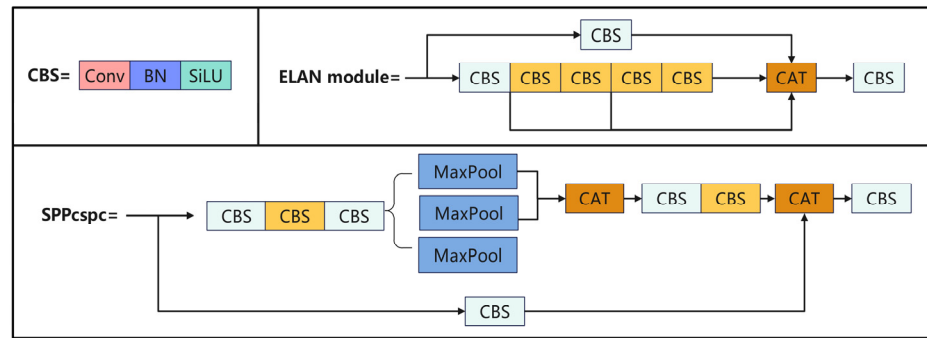 CBS= Conv BN SiLU
ELAN module=
CBS
CBS CBS CBS CBS CBS CAT CBS
SPPcspc=
CBS CBS CBS
MaxPool
MaxPool
MaxPool
CAT CBS CBS CAT CBS
CBS